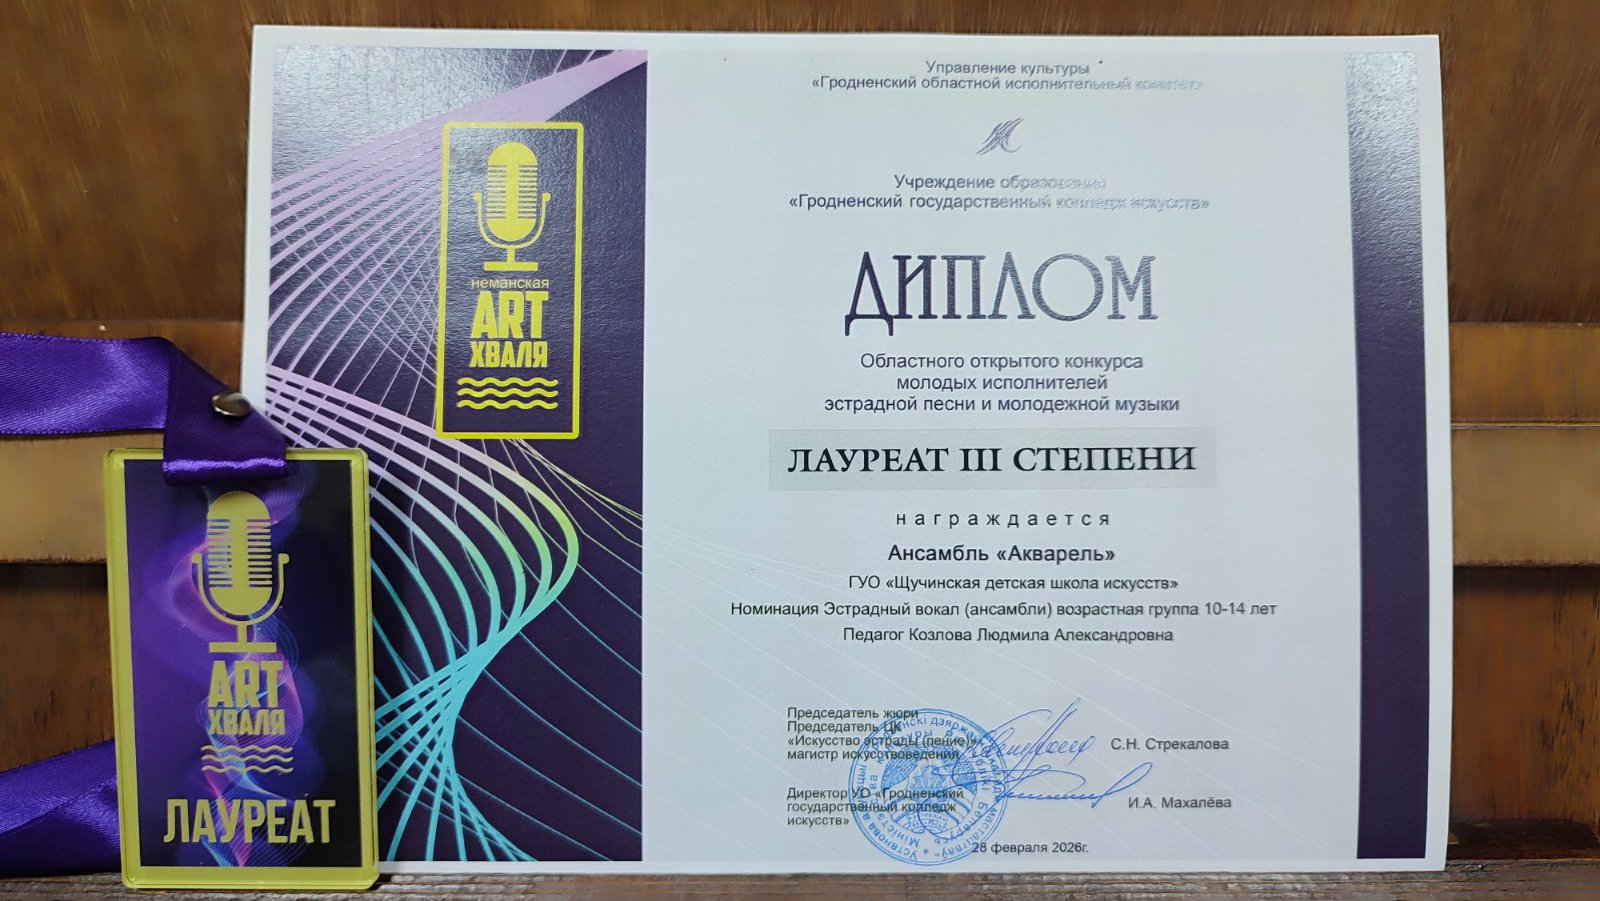 Управление культуры
«Гродненский областной исполнительный комитет»
Учреждение образования
«Гродненский государственный колледж искусств»
ДИПЛОМ
Областного открытого конкурса
молодых исполнителей
эстрадной песни и молодежной музыки
ЛАУРЕАТ III СТЕПЕНИ
награждается
Ансамбль «Акварель»
ГУО «Щучинская детская школа искусств»
Номинация Эстрадный вокал (ансамбли) возрастная группа 10-14 лет
Педагог Козлова Людмила Александровна
Председатель жюри
Председатель ЦК
«Искусство эстрады (пение)»,
магистр искусствоведения
С.Н. Стрекалова
Директор УО «Гродненский
государственный колледж
искусств»
И.А. Махалёва
28 февраля 2026г.
неманская
ART
ХВАЛЯ
ART
ХВАЛЯ
ЛАУРЕАТ